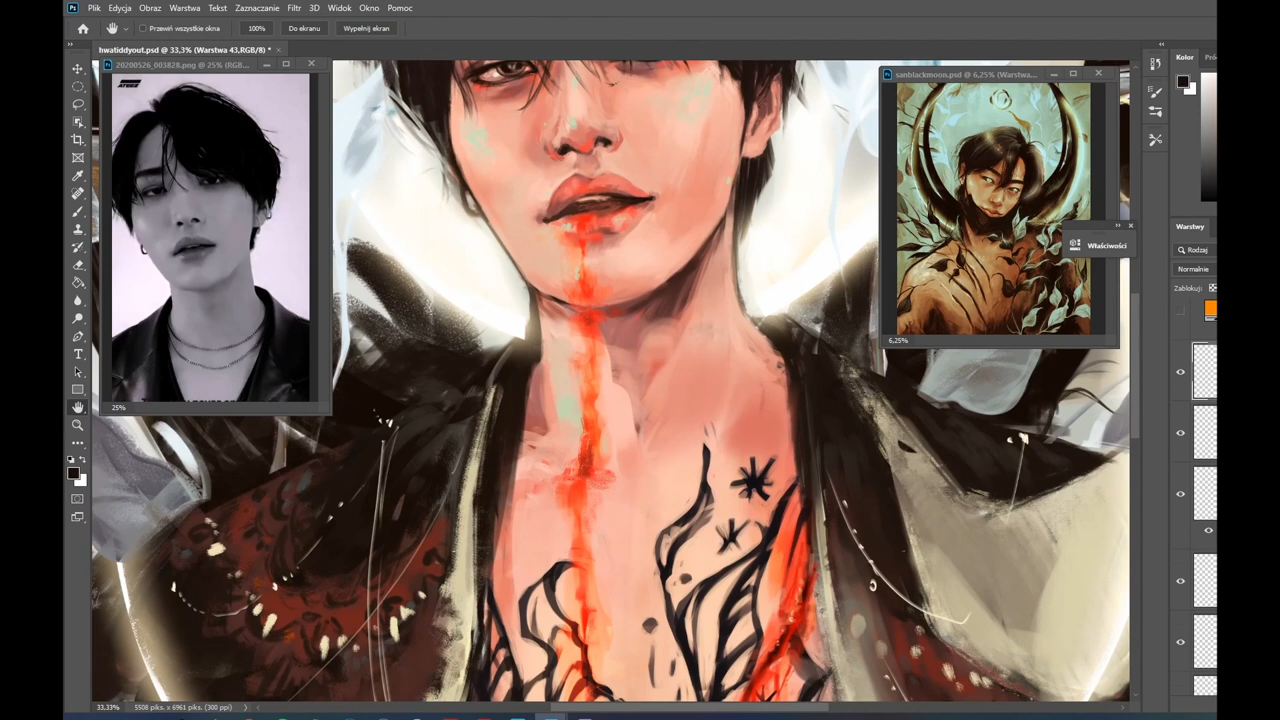 Plik Edycja Obraz Warstwa Tekst Zaznaczanie Filtr 3D Widok Okno Pomoc
Przewiń wszystkie okna 100% Do ekranu Wypełnij ekran
hwatiddyout.psd @ 33,3% (Warstwa 43,RGB/8) *
20200526_003828.png @ 25% (RGB...
ATEEZ
25%
sanblackmoon.psd @ 6,25% (Warstwa...
6,25%
Właściwości
Kolor
Warstwy
Rodzaj
Normalnie
Zablokuj:
33,33% 5508 piks. x 6961 piks. (300 ppi)